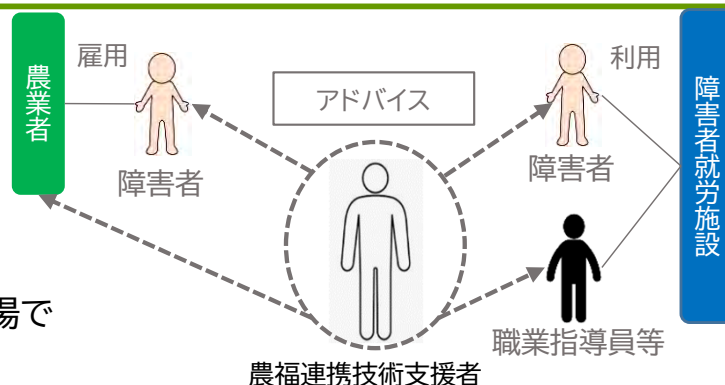 農業者
雇用
障害者
アドバイス
利用
障害者
障害者就労施設
職業指導員等
農福連携技術支援者
場で